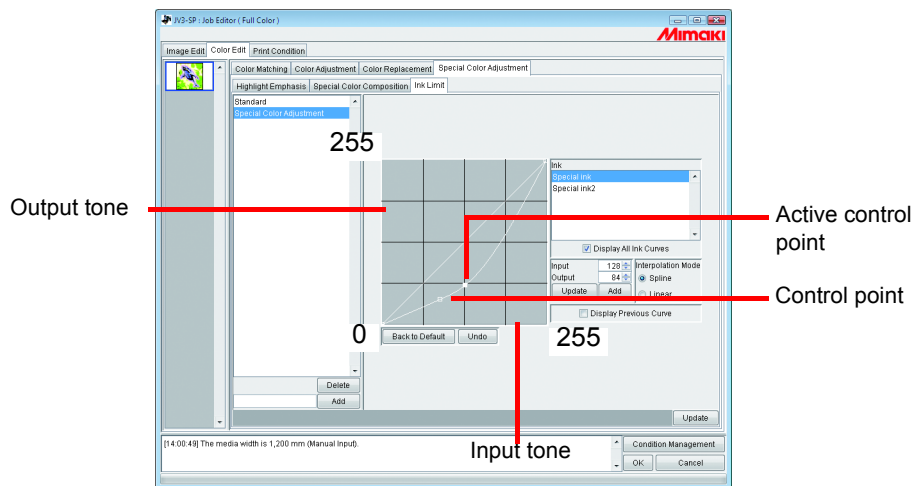 JV3-SP : Job Editor ( Full Color )
Mimaki
Image Edit Color Edit Print Condition
Color Matching Color Adjustment Color Replacement Special Color Adjustment
Highlight Emphasis Special Color Composition Ink Limit
Standard
Special Color Adjustment
255
Ink
Special ink
Special ink2
Output tone
Active control
point
Display All Ink Curves
Input 128 Interpolation Mode
Output 84 Spline
Update Add Linear
Control point
Display Previous Curve
0
255
Back to Default Undo
Delete
Add
Update
[14:00:49] The media width is 1,200 mm (Manual Input).
Input tone
Condition Management
OK Cancel